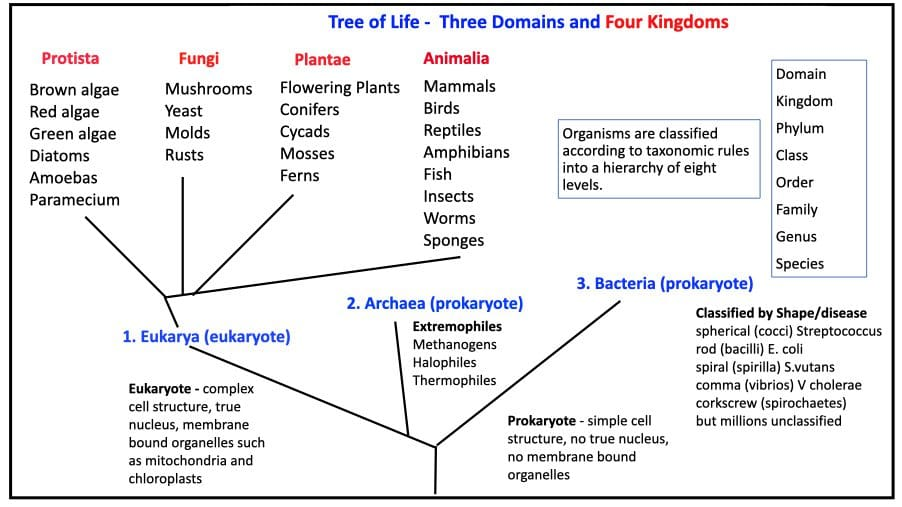 Tree of Life - Three Domains and Four Kingdoms
Protista
Brown algae
Red algae
Green algae
Diatoms
Amoebas
Paramecium
Fungi
Mushrooms
Yeast
Molds
Rusts
Plantae
Flowering Plants
Conifers
Cycads
Mosses
Ferns
Animalia
Mammals
Birds
Reptiles
Amphibians
Fish
Insects
Worms
Sponges
Organisms are classified
according to taxonomic rules
into a hierarchy of eight
levels.
Domain
Kingdom
Phylum
Class
Order
Family
Genus
Species
1. Eukarya (eukaryote)
Eukaryote - complex
cell structure, true
nucleus, membrane
bound organelles such
as mitochondria and
chloroplasts
2. Archaea (prokaryote)
Extremophiles
Methanogens
Halophiles
Thermophiles
3. Bacteria (prokaryote)
Classified by Shape/disease
spherical (cocci) Streptococcus
rod (bacilli) E. coli
spiral (spirilla) S.vutans
comma (vibrios) V cholerae
corkscrew (spirochaetes)
but millions unclassified
Prokaryote - simple cell
structure, no true nucleus,
no membrane bound
organelles